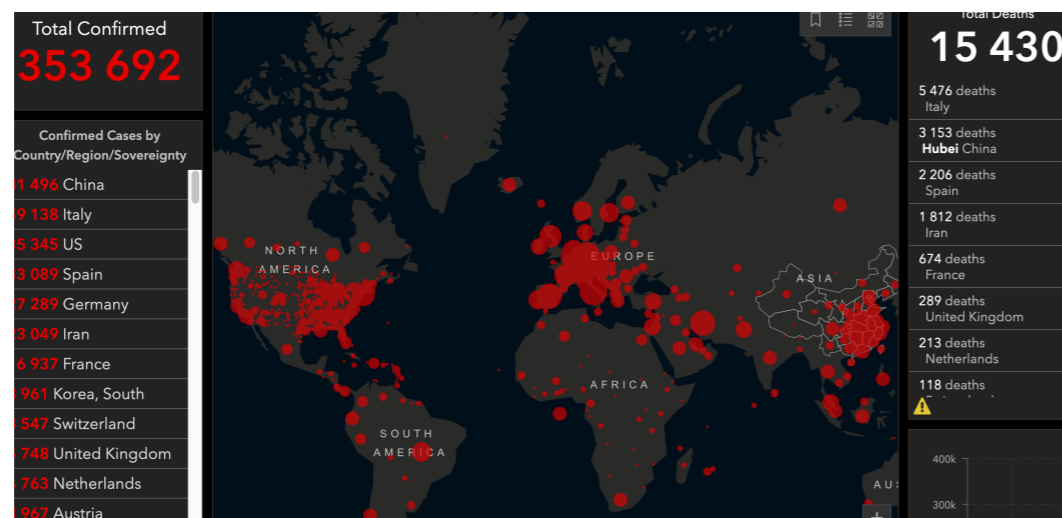 Total Confirmed
353 692
Confirmed Cases by
Country/Region/Sovereignty
1 496 China
9 138 Italy
5 345 US
3 089 Spain
7 289 Germany
3 049 Iran
6 937 France
961 Korea, South
547 Switzerland
748 United Kingdom
763 Netherlands
967 Austria
NORTH
AMERICA
EUROPE
ASIA
AFRICA
SOUTH
AMERICA
AU
Total Deaths
15 430
5 476 deaths
Italy
3 153 deaths
Hubei China
2 206 deaths
Spain
1 812 deaths
Iran
674 deaths
France
289 deaths
United Kingdom
213 deaths
Netherlands
118 deaths
400k
300k